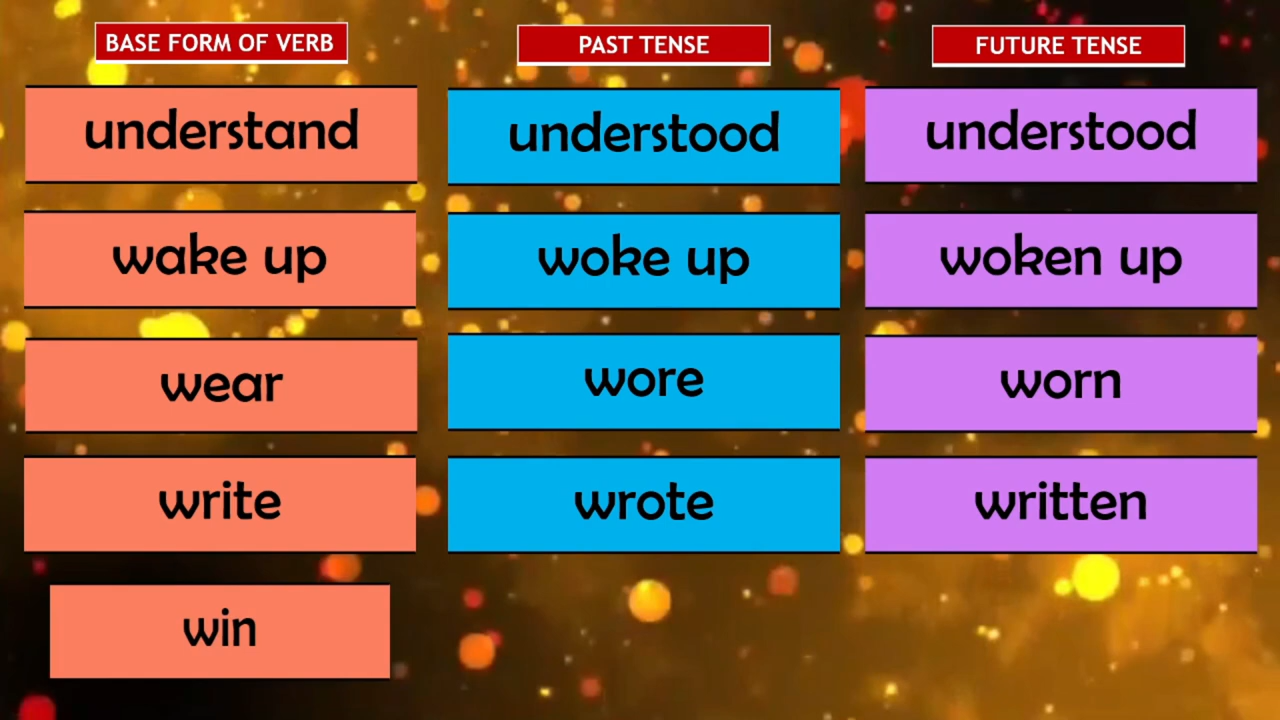 BASE FORM OF VERB
PAST TENSE
FUTURE TENSE
understand
understood
understood
wake up
woke up
woken up
wear
wore
worn
write
wrote
written
win